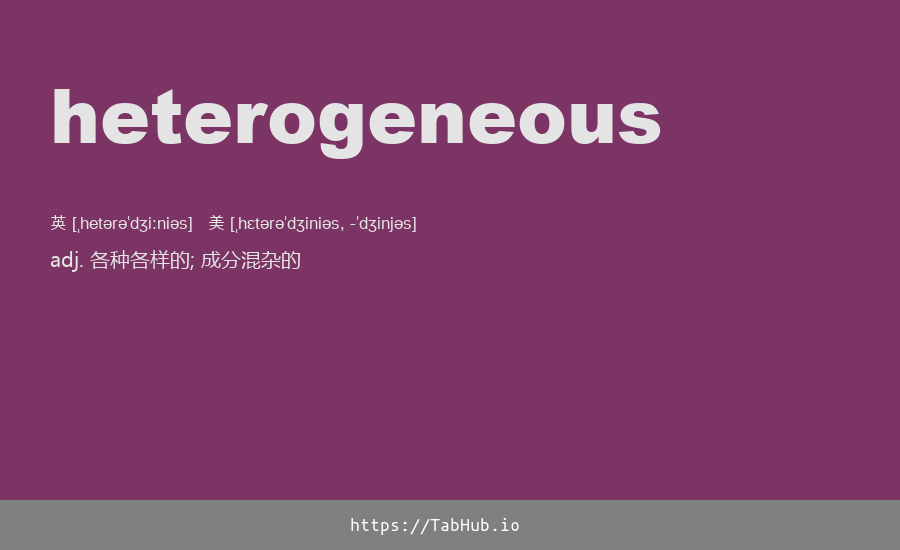 heterogeneous
英 [ˌhetərəˈdʒiːniəs] 美 [ˌhɛtərəˈdʒiniəs, -ˈdʒinjəs]
adj. 各种各样的; 成分混杂的
https://TabHub.io